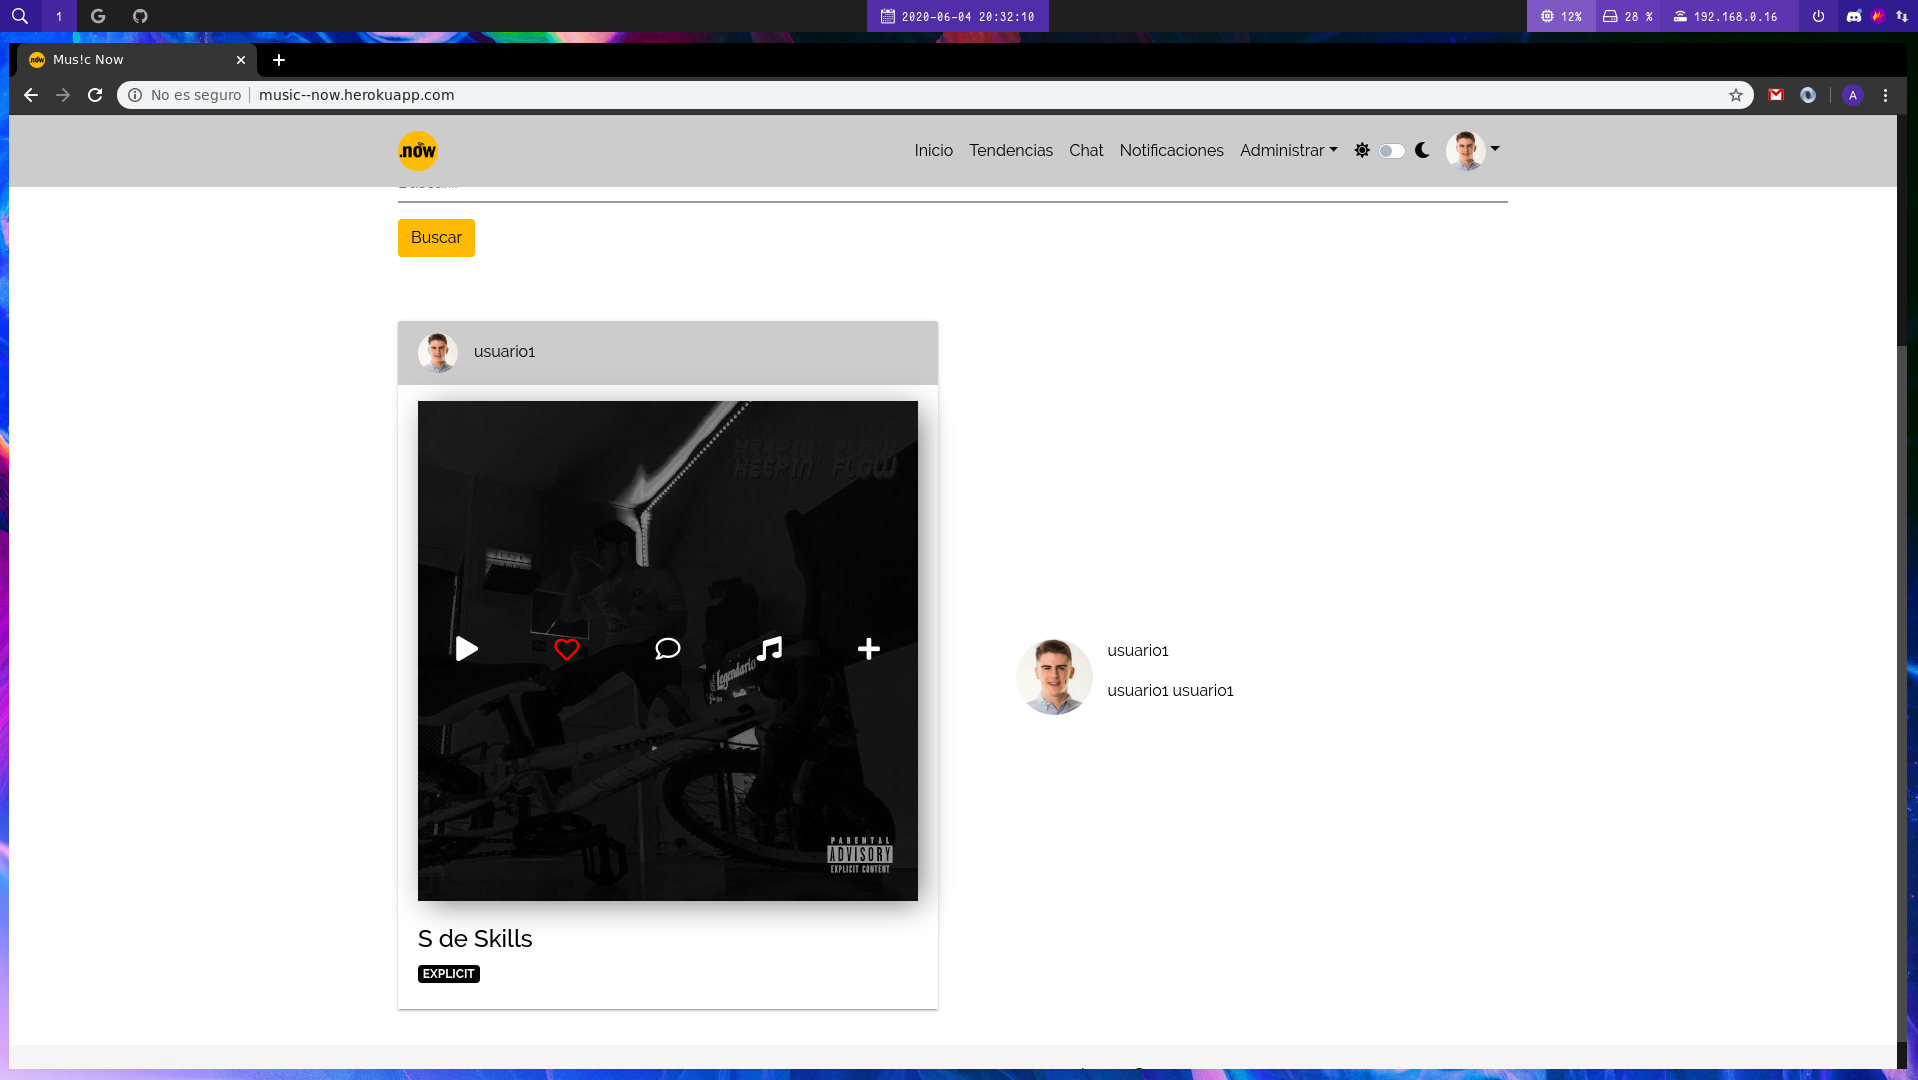 1
2020-06-04 20:32:10
12%
28 %
192.168.0.16
.now
Mus!c Now
No es seguro
music--now.herokuapp.com
A
.now
Inicio
Tendencias
Chat
Notificaciones
Administrar
Buscar
usuario1
KEEPIN' FLOW
Legendario
PARENTAL
ADVISORY
EXPLICIT CONTENT
usuario1
usuario1 usuario1
S de Skills
EXPLICIT